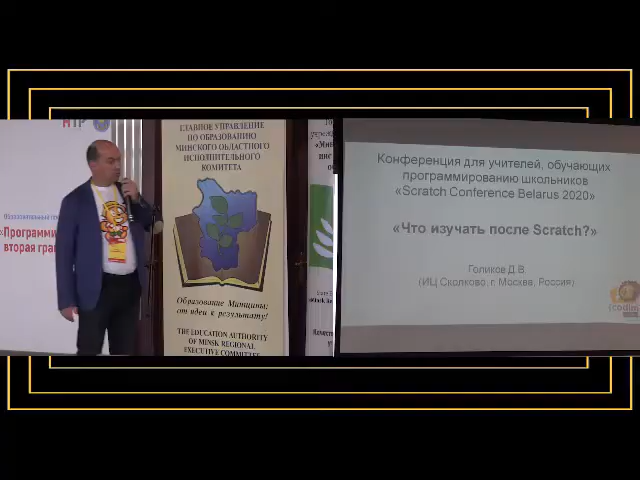 НТР
Образовательная
«Программи
вторая грам
ГЛАВНОЕ УПРАВЛЕНИЕ
ПО ОБРАЗОВАНИЮ
МИНСКОГО ОБЛАСТНОГО
ИСПОЛНИТЕЛЬНОГО
КОМИТЕТА
Образование Минщины:
от идеи к результату!
THE EDUCATION AUTHORITY
OF MINSK REGIONAL
EXECUTIVE COMMITTEE
Конференция для учителей, обучающих
программированию школьников
«Scratch Conference Belarus 2020»
«Что изучать после Scratch?»
Голиков Д.В.
(ИЦ Сколково, г. Москва, Россия)